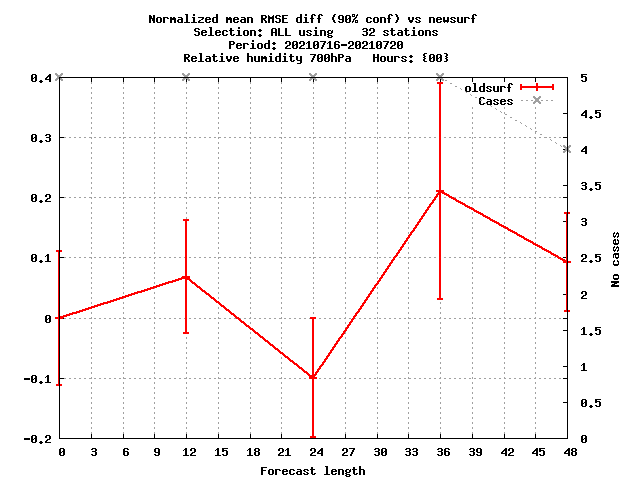 Normalized mean RMSE diff (90% conf) vs newsurf
Selection: ALL using    32 stations
Period: 20210716-20210720
Relative humidity 700hPa   Hours: {00}
oldsurf
Cases
0.4
0.3
0.2
0.1
0
-0.1
-0.2
5
4.5
4
3.5
3
2.5
2
1.5
1
0.5
0
No cases
0 3 6 9 12 15 18 21 24 27 30 33 36 39 42 45 48
Forecast length